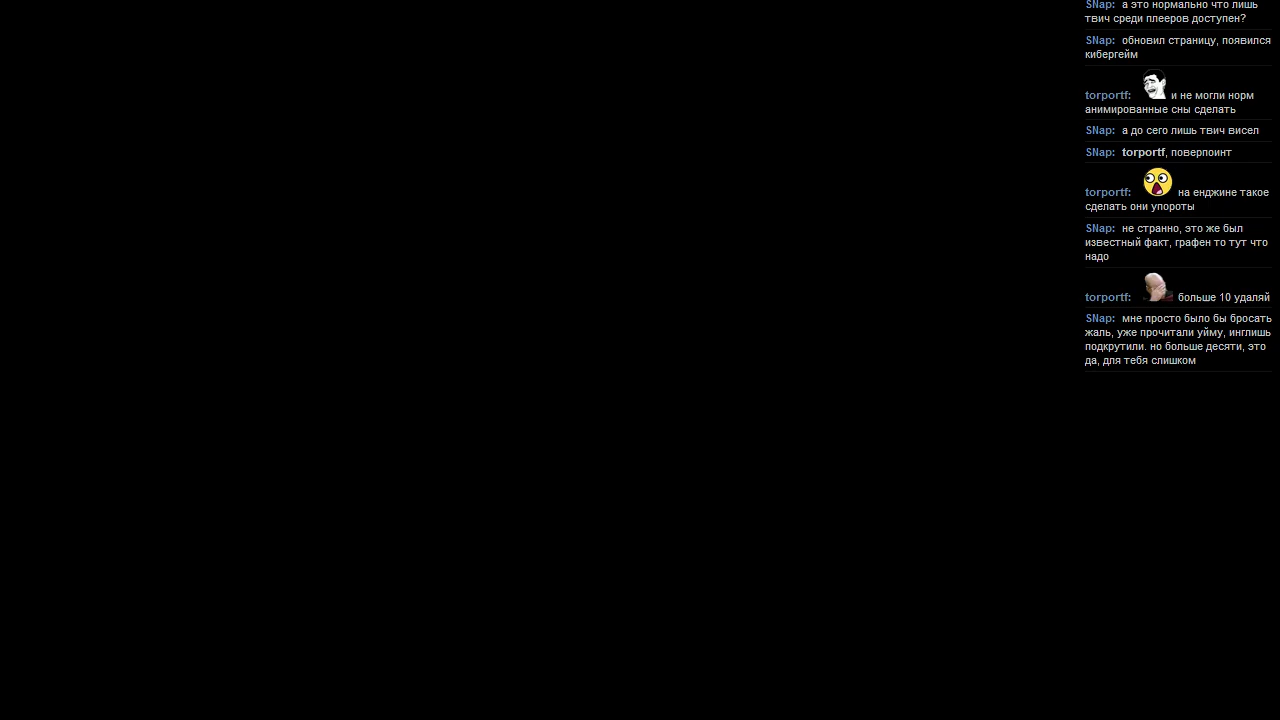 SNap: а это нормально что лишь
твич среди плееров доступен?
SNap: обновил страницу, появился
кибергейм
torportf: и не могли норм
анимированные сны сделать
SNap: а до сего лишь твич висел
SNap: torportf, поверпоинт
torportf: на енджине такое
сделать они упороты
SNap: не странно, это же был
известный факт, графен то тут что
надо
torportf: больше 10 удаляй
SNap: мне просто было бы бросать
жаль, уже прочитали уйму, инглишь
подкрутили. но больше десяти, это
да, для тебя слишком